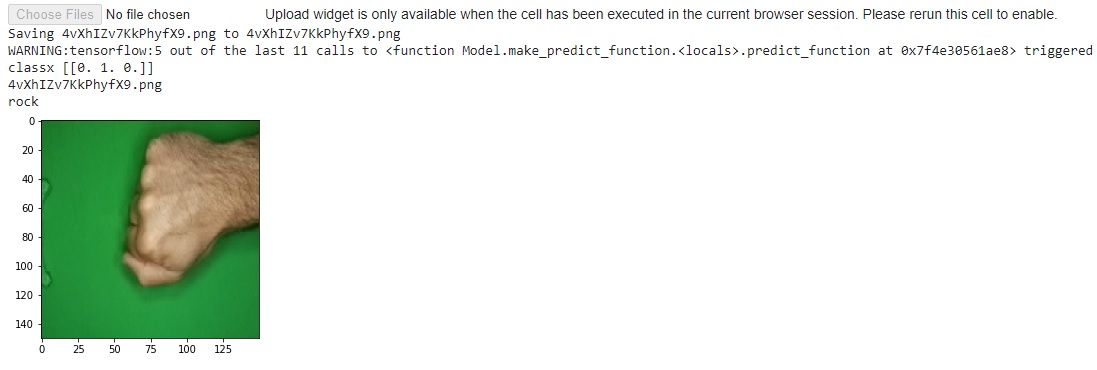 Choose Files No file chosen Upload widget is only available when the cell has been executed in the current browser session. Please rerun this cell to enable.
Saving 4vXhIZv7KkPhyfX9.png to 4vXhIZv7KkPhyfX9.png
WARNING:tensorflow:5 out of the last 11 calls to <function Model.make_predict_function.<locals>.predict_function at 0x7f4e30561ae8> triggered
classx [[0. 1. 0.]]
4vXhIZv7KkPhyfX9.png
rock
0
20
40
60
80
100
120
140
0 25 50 75 100 125